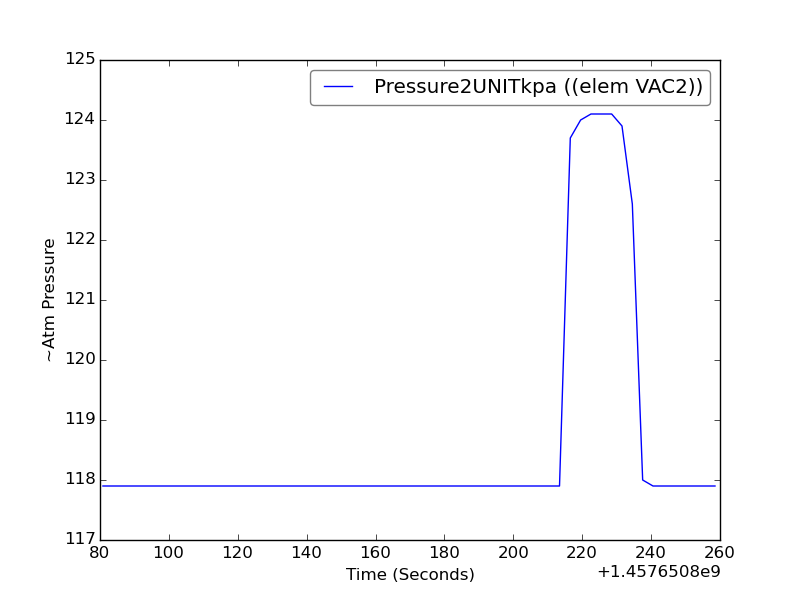 125
Pressure2UNITkpa ((elem VAC2))
124
123
122
121
120
119
118
117
~Atm Pressure
80 100 120 140 160 180 200 220 240 260
Time (Seconds)
+1.4576508e9